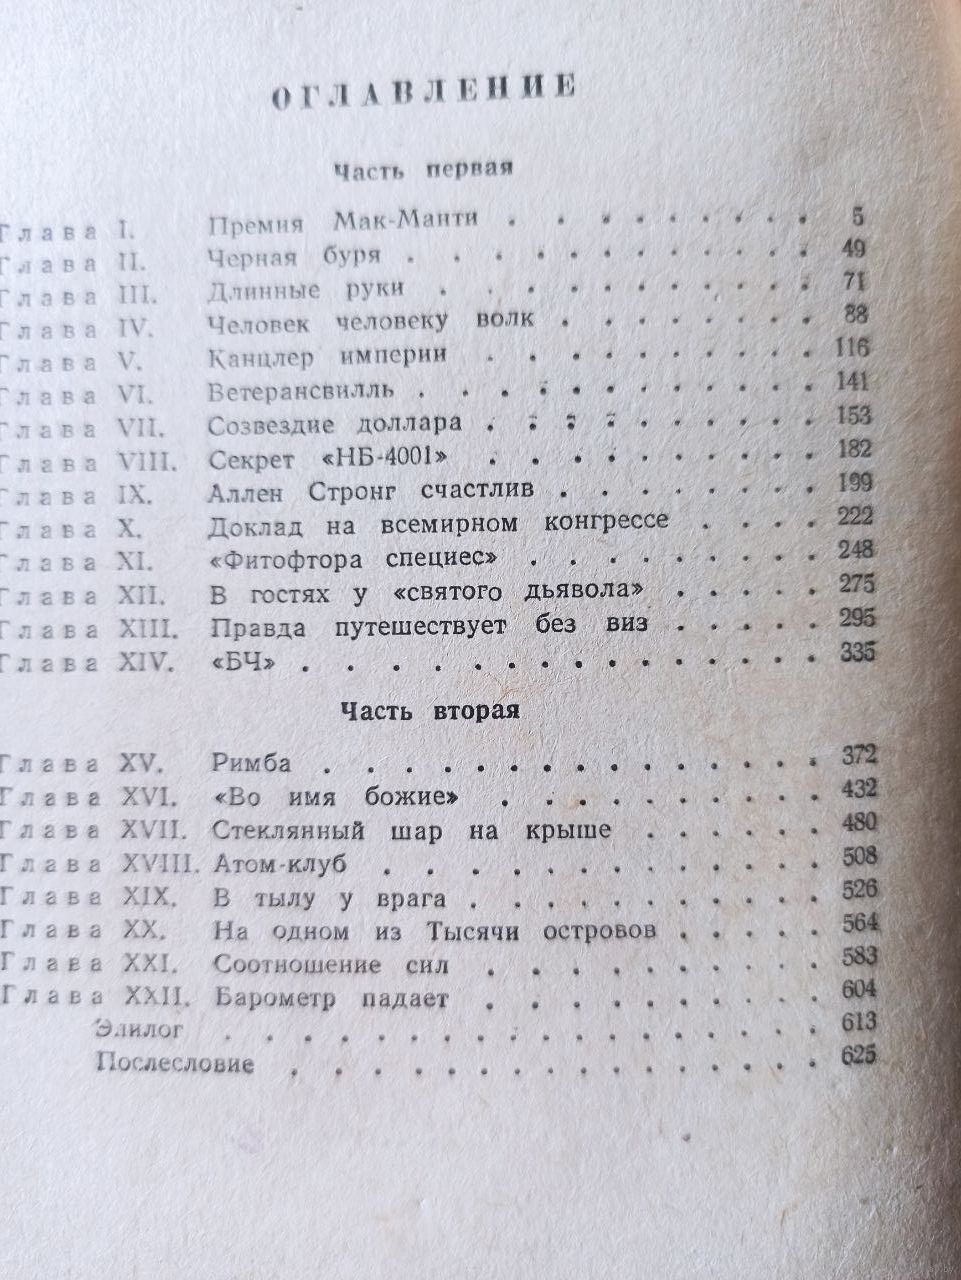 ОГЛАВЛЕНИЕ
Часть первая
Глава I. Премия Мак-Манти . . . . . . . . . 5
Глава II. Черная буря . . . . . . . . . . . 49
Глава III. Длинные руки . . . . . . . . . . 71
Глава IV. Человек человеку волк . . . . . . . 88
Глава V. Канцлер империи . . . . . . . . . 116
Глава VI. Ветерансвилль . . . . . . . . . . 141
Глава VII. Созвездие доллара . . . . . . . . . 153
Глава VIII. Секрет «НБ-4001» . . . . . . . . . 182
Глава IX. Аллен Стронг счастлив . . . . . . . 199
Глава X. Доклад на всемирном конгрессе . . . . 222
Глава XI. «Фитофтора специес» . . . . . . . . 248
Глава XII. В гостях у «святого дьявола» . . . . . 275
Глава XIII. Правда путешествует без виз . . . . . 295
Глава XIV. «БЧ» . . . . . . . . . . . . . 335
Часть вторая
Глава XV. Римба . . . . . . . . . . . . . 372
Глава XVI. «Во имя божие» . . . . . . . . . 432
Глава XVII. Стеклянный шар на крыше . . . . . 480
Глава XVIII. Атом-клуб . . . . . . . . . . . 508
Глава XIX. В тылу у врага . . . . . . . . . . 526
Глава XX. На одном из Тысячи островов . . . . 564
Глава XXI. Соотношение сил . . . . . . . . . 583
Глава XXII. Барометр падает . . . . . . . . . 604
Эпилог . . . . . . . . . . . . . . . . 613
Послесловие . . . . . . . . . . . . . . 625